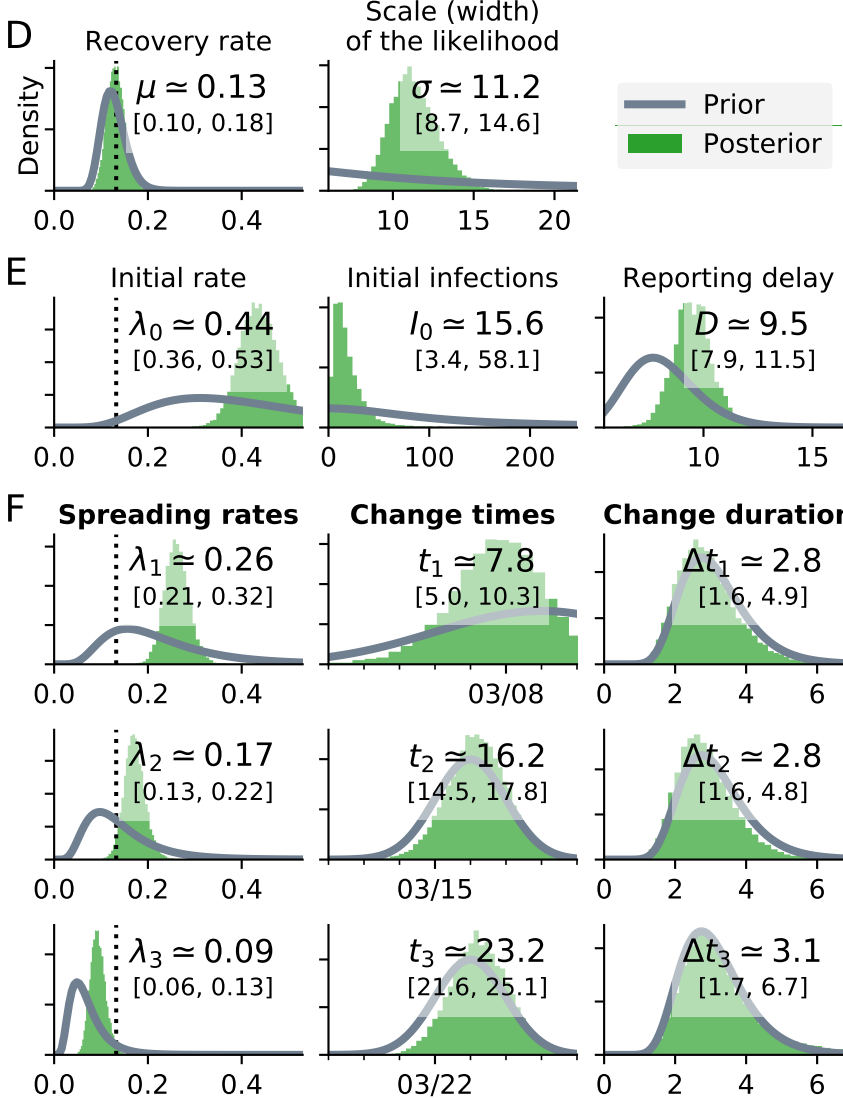 D
Recovery rate
Scale (width)
of the likelihood
Density
μ ≃ 0.13
[0.10, 0.18]
σ ≃ 11.2
[8.7, 14.6]
Prior
Posterior
0.0 0.2 0.4
10 15 20
E
Initial rate
Initial infections
Reporting delay
λ0 ≃ 0.44
[0.36, 0.53]
I0 ≃ 15.6
[3.4, 58.1]
D ≃ 9.5
[7.9, 11.5]
0.0 0.2 0.4
0 100 200
10 15
F
Spreading rates
Change times
Change duration
λ1 ≃ 0.26
[0.21, 0.32]
t1 ≃ 7.8
[5.0, 10.3]
Δt1 ≃ 2.8
[1.6, 4.9]
0.0 0.2 0.4
03/08
2 4 6
λ2 ≃ 0.17
[0.13, 0.22]
t2 ≃ 16.2
[14.5, 17.8]
Δt2 ≃ 2.8
[1.6, 4.8]
0.0 0.2 0.4
03/15
2 4 6
λ3 ≃ 0.09
[0.06, 0.13]
t3 ≃ 23.2
[21.6, 25.1]
Δt3 ≃ 3.1
[1.7, 6.7]
0.0 0.2 0.4
03/22
0 2 4 6